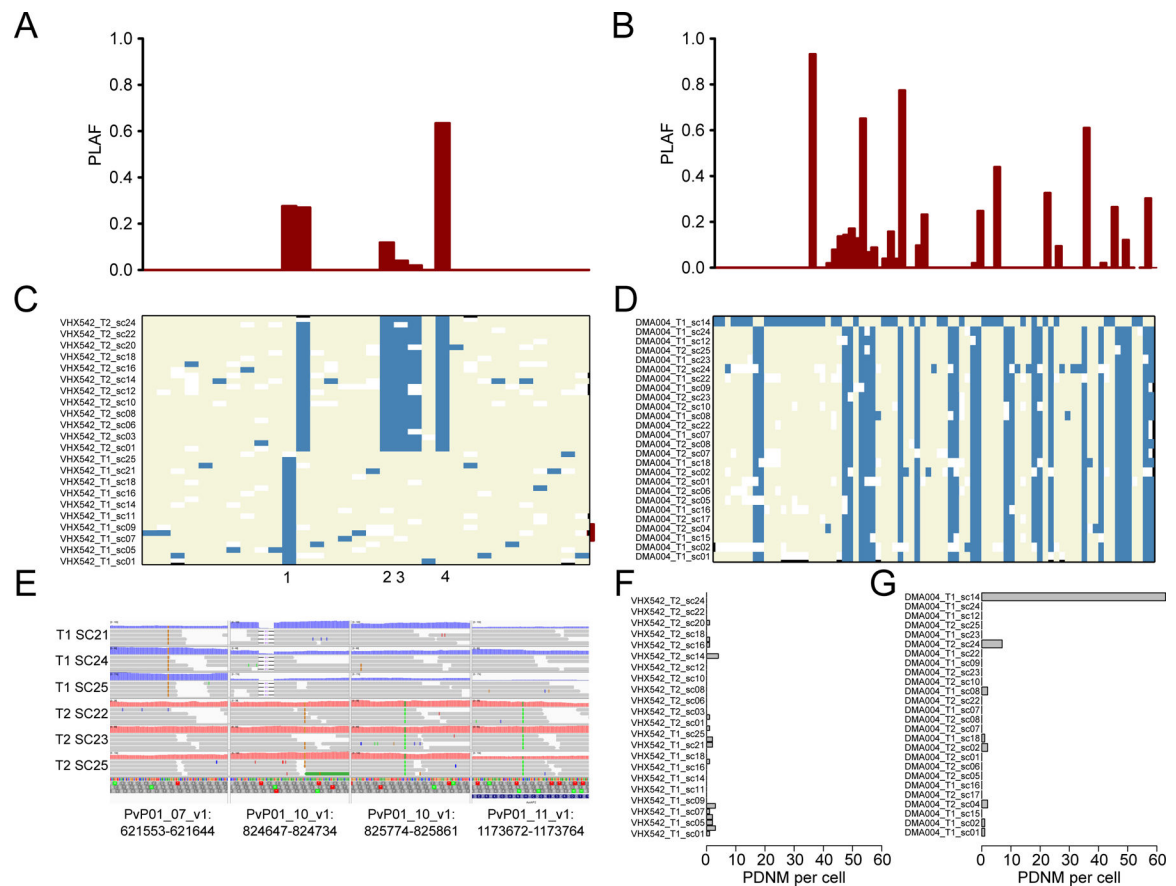 A
1.0
0.8
0.6
0.4
0.2
0.0
PLAF
B
1.0
0.8
0.6
0.4
0.2
0.0
PLAF
C
VHX542_T2_sc24
VHX542_T2_sc22
VHX542_T2_sc20
VHX542_T2_sc18
VHX542_T2_sc16
VHX542_T2_sc14
VHX542_T2_sc12
VHX542_T2_sc10
VHX542_T2_sc08
VHX542_T2_sc06
VHX542_T2_sc03
VHX542_T2_sc01
VHX542_T1_sc25
VHX542_T1_sc21
VHX542_T1_sc18
VHX542_T1_sc16
VHX542_T1_sc14
VHX542_T1_sc11
VHX542_T1_sc09
VHX542_T1_sc07
VHX542_T1_sc05
VHX542_T1_sc01
1 2 3 4
D
DMA004_T1_sc14
DMA004_T1_sc24
DMA004_T1_sc12
DMA004_T2_sc25
DMA004_T1_sc23
DMA004_T2_sc24
DMA004_T1_sc22
DMA004_T1_sc09
DMA004_T2_sc23
DMA004_T2_sc10
DMA004_T1_sc08
DMA004_T2_sc22
DMA004_T1_sc07
DMA004_T2_sc08
DMA004_T2_sc07
DMA004_T1_sc18
DMA004_T2_sc02
DMA004_T2_sc01
DMA004_T2_sc06
DMA004_T2_sc05
DMA004_T1_sc16
DMA004_T2_sc17
DMA004_T2_sc04
DMA004_T1_sc15
DMA004_T1_sc02
DMA004_T1_sc01
E
T1 SC21
T1 SC24
T1 SC25
T2 SC22
T2 SC23
T2 SC25
PvP01_07_v1:
621553-621644
PvP01_10_v1:
824647-824734
PvP01_10_v1:
825774-825861
PvP01_11_v1:
1173672-1173764
F
VHX542_T2_sc24
VHX542_T2_sc22
VHX542_T2_sc20
VHX542_T2_sc18
VHX542_T2_sc16
VHX542_T2_sc14
VHX542_T2_sc12
VHX542_T2_sc10
VHX542_T2_sc08
VHX542_T2_sc06
VHX542_T2_sc03
VHX542_T2_sc01
VHX542_T1_sc25
VHX542_T1_sc21
VHX542_T1_sc18
VHX542_T1_sc16
VHX542_T1_sc14
VHX542_T1_sc11
VHX542_T1_sc09
VHX542_T1_sc07
VHX542_T1_sc05
VHX542_T1_sc01
0 10 20 30 40 50 60
PDNM per cell
G
DMA004_T1_sc14
DMA004_T1_sc24
DMA004_T1_sc12
DMA004_T2_sc25
DMA004_T1_sc23
DMA004_T2_sc24
DMA004_T1_sc22
DMA004_T1_sc09
DMA004_T2_sc23
DMA004_T2_sc10
DMA004_T1_sc08
DMA004_T2_sc22
DMA004_T1_sc07
DMA004_T2_sc08
DMA004_T2_sc07
DMA004_T1_sc18
DMA004_T2_sc02
DMA004_T2_sc01
DMA004_T2_sc06
DMA004_T2_sc05
DMA004_T1_sc16
DMA004_T2_sc17
DMA004_T2_sc04
DMA004_T1_sc15
DMA004_T1_sc02
DMA004_T1_sc01
0 10 20 30 40 50 60
PDNM per cell